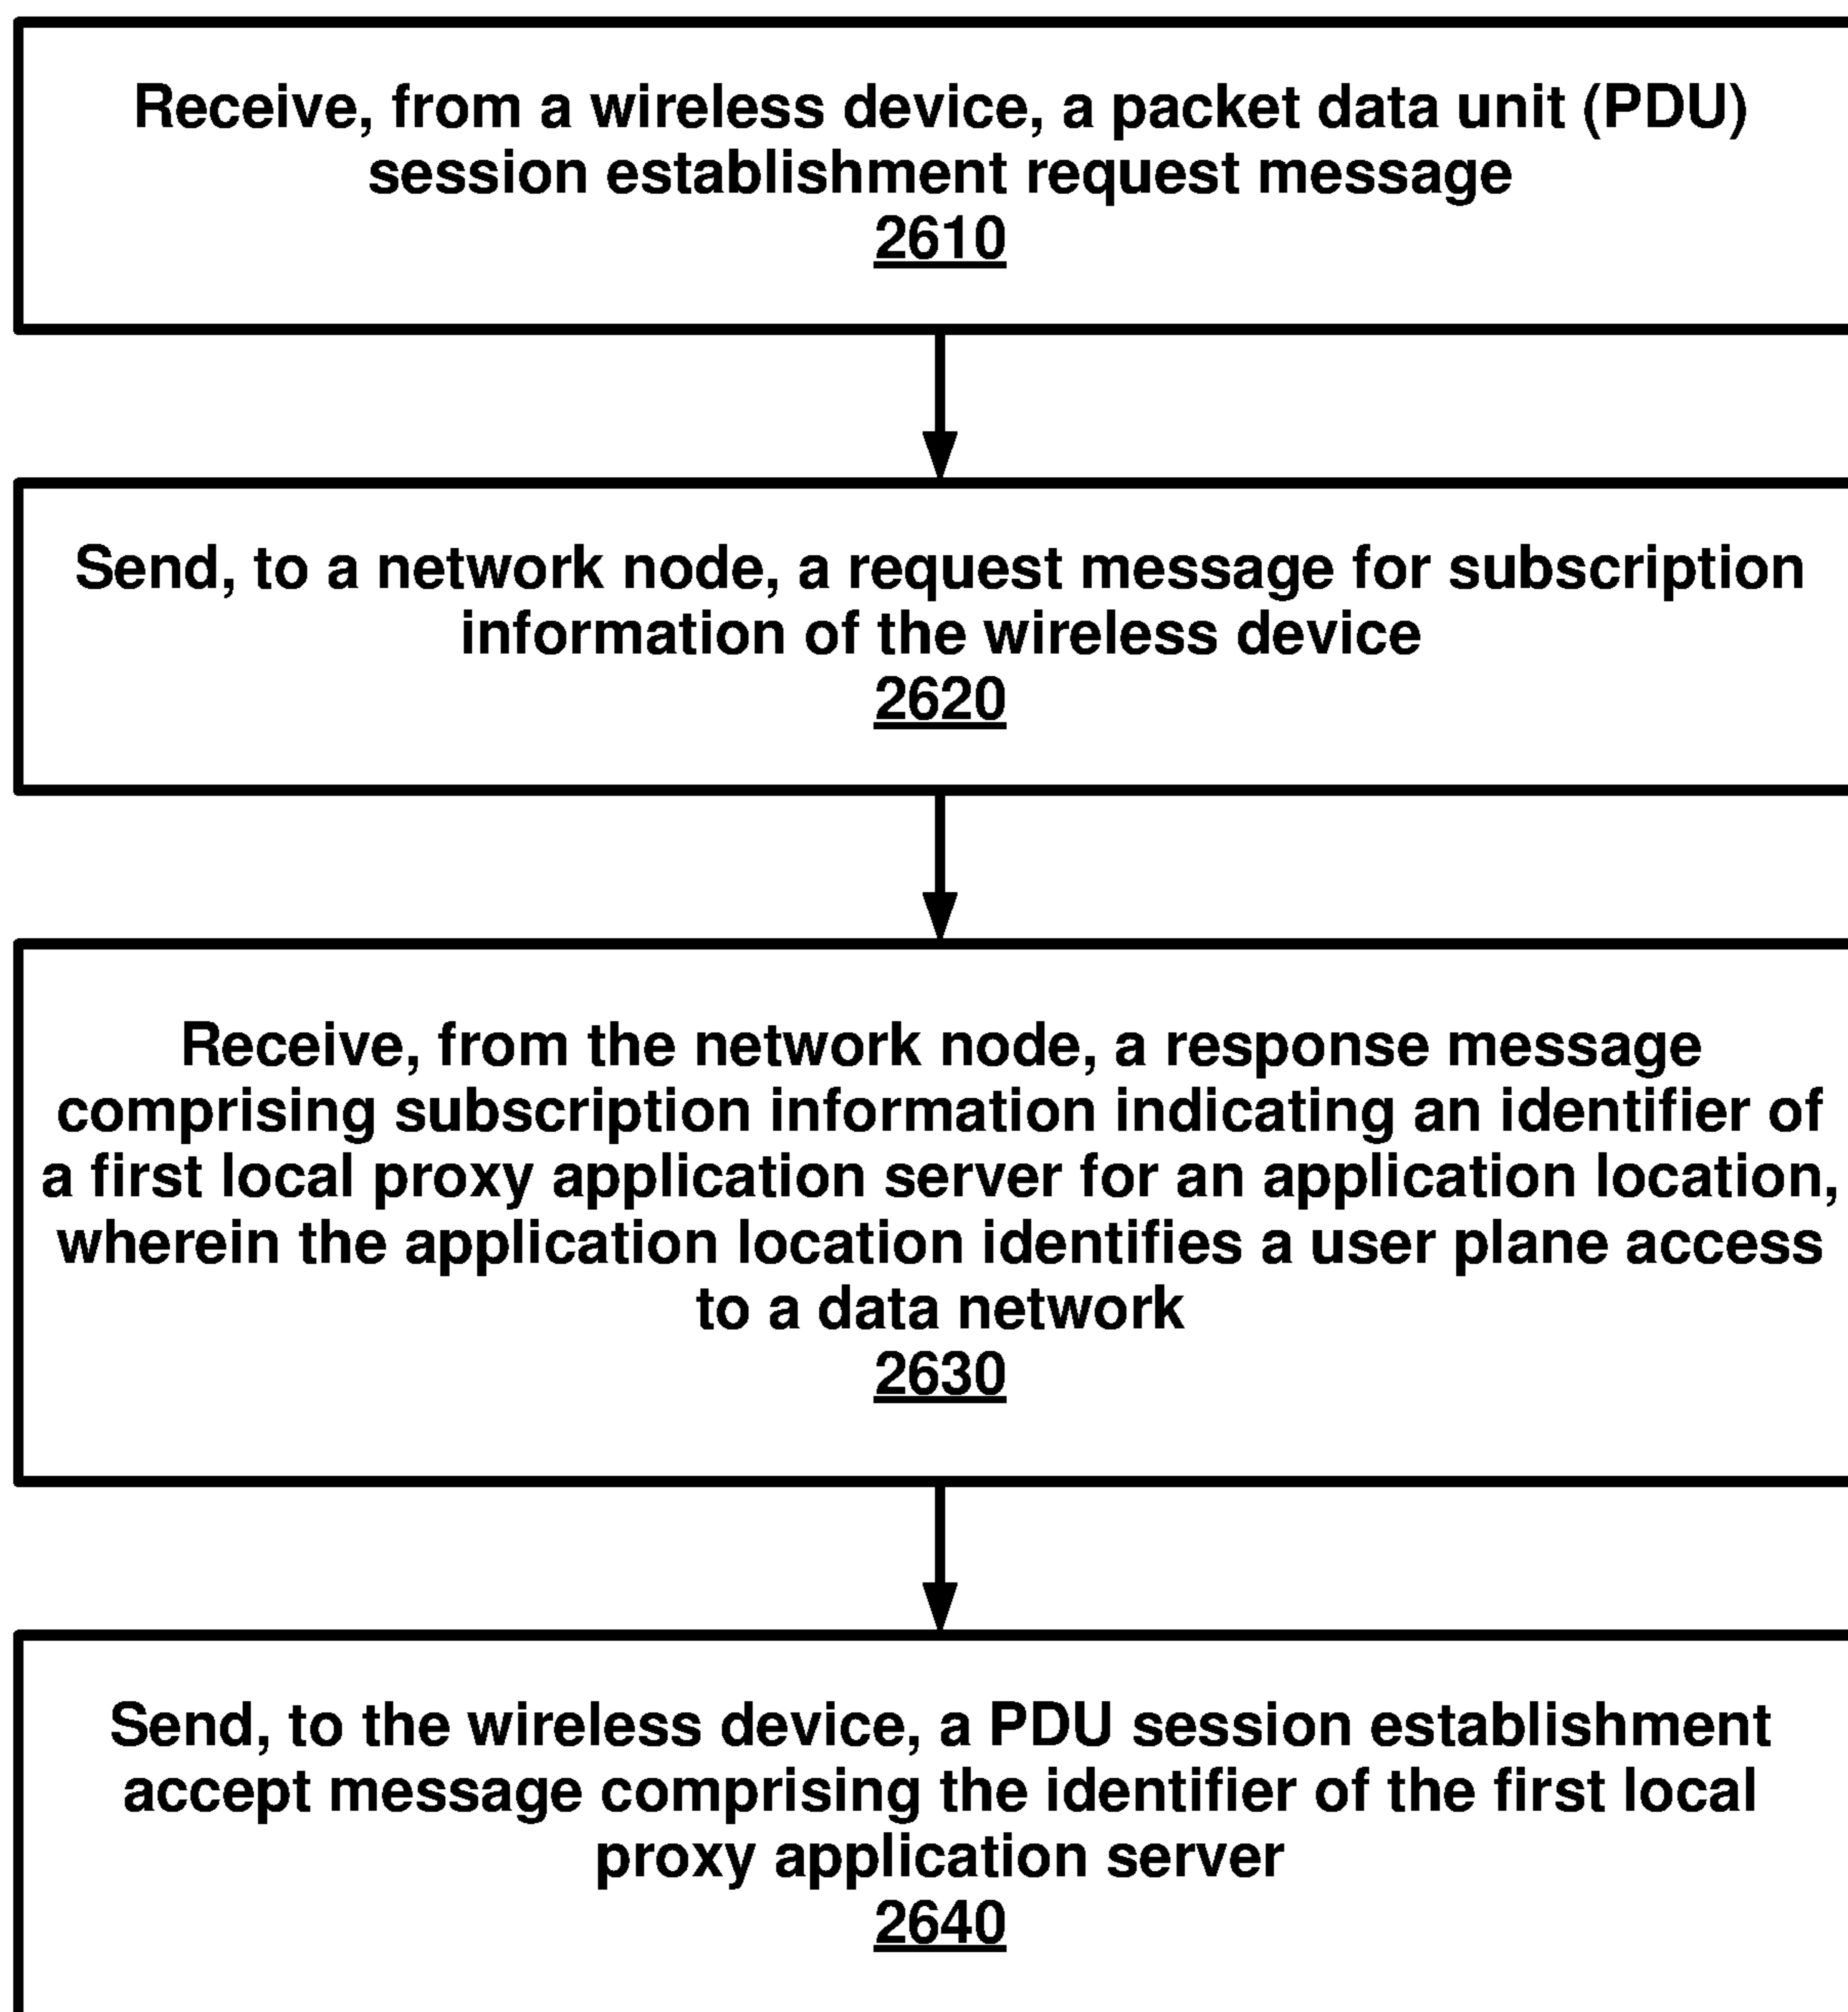 Receive, from a wireless device, a packet data unit (PDU)
session establishment request message
2610
Send, to a network node, a request message for subscription
information of the wireless device
2620
Receive, from the network node, a response message
comprising subscription information indicating an identifier of
a first local proxy application server for an application location,
wherein the application location identifies a user plane access
to a data network
2630
Send, to the wireless device, a PDU session establishment
accept message comprising the identifier of the first local
proxy application server
2640